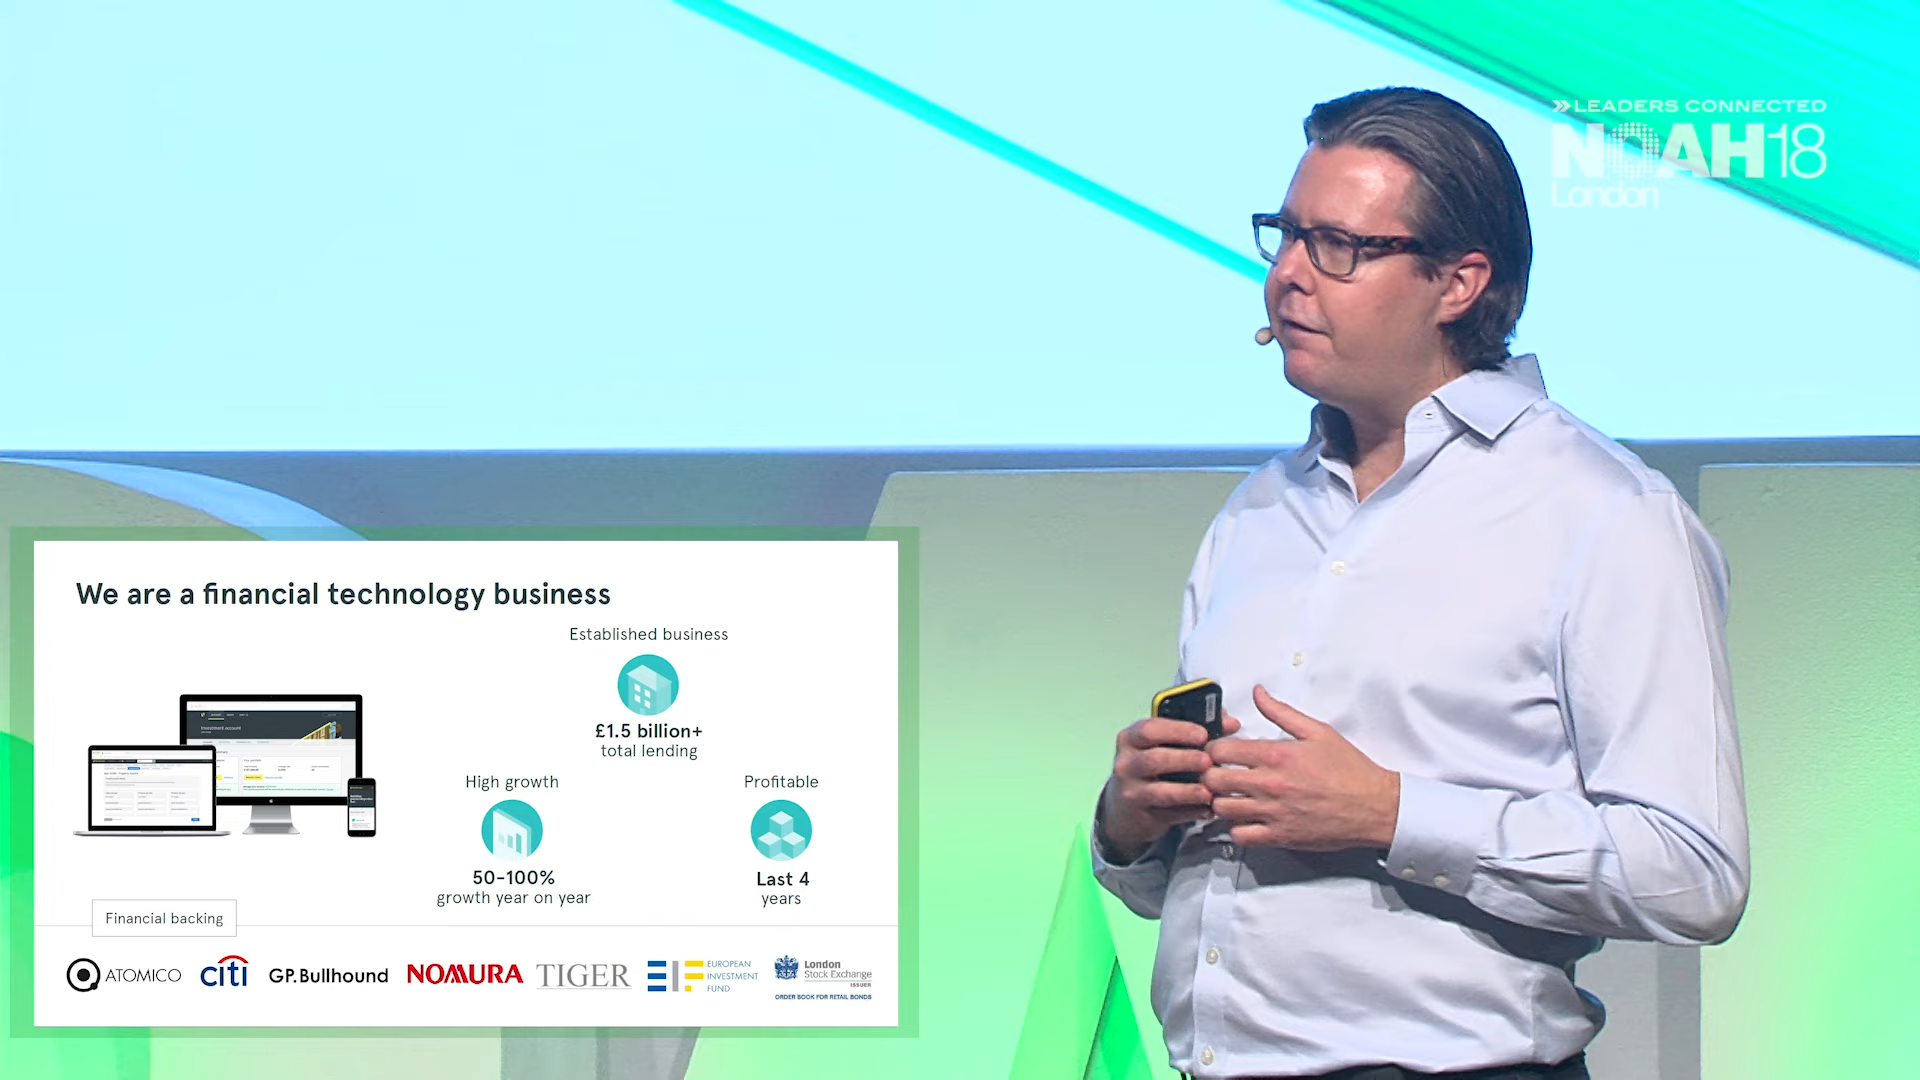 LEADERS CONNECTED
NOAH18
London
We are a financial technology business
Established business
£1.5 billion+
total lending
High growth
50-100%
growth year on year
Profitable
Last 4
years
Investment account
Financial backing
ATOMICO
citi
GP.Bullhound
NOMURA
TIGER
EUROPEAN
INVESTMENT
FUND
London
Stock Exchange
ISSUER
ORDER BOOK FOR RETAIL BONDS